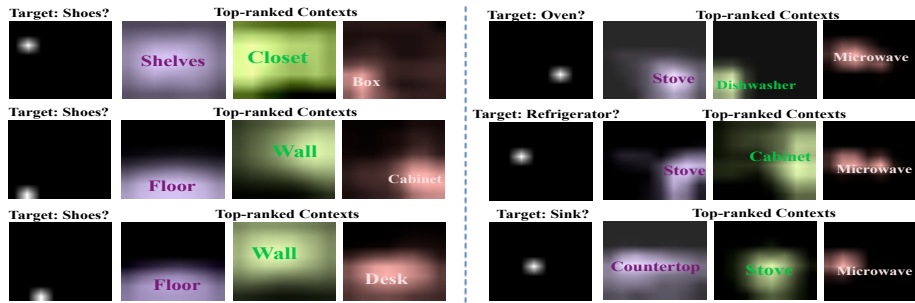 Target: Shoes? Top-ranked Contexts
Shelves Closet Box
Target: Shoes? Top-ranked Contexts
Floor Wall Cabinet
Target: Shoes? Top-ranked Contexts
Floor Wall Desk
Target: Oven? Top-ranked Contexts
Stove Dishwasher Microwave
Target: Refrigerator? Top-ranked Contexts
Stove Cabinet Microwave
Target: Sink? Top-ranked Contexts
Countertop Stove Microwave